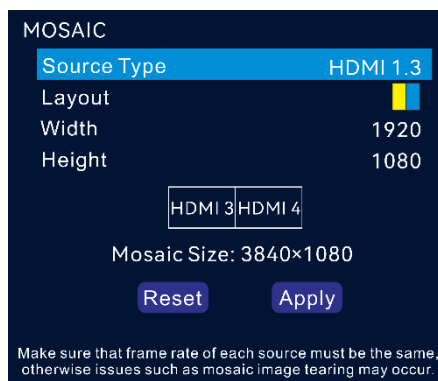 MOSAIC
Source Type HDMI 1.3
Layout
Width 1920
Height 1080
HDMI 3 HDMI 4
Mosaic Size: 3840×1080
Reset Apply
Make sure that frame rate of each source must be the same,
otherwise issues such as mosaic image tearing may occur.